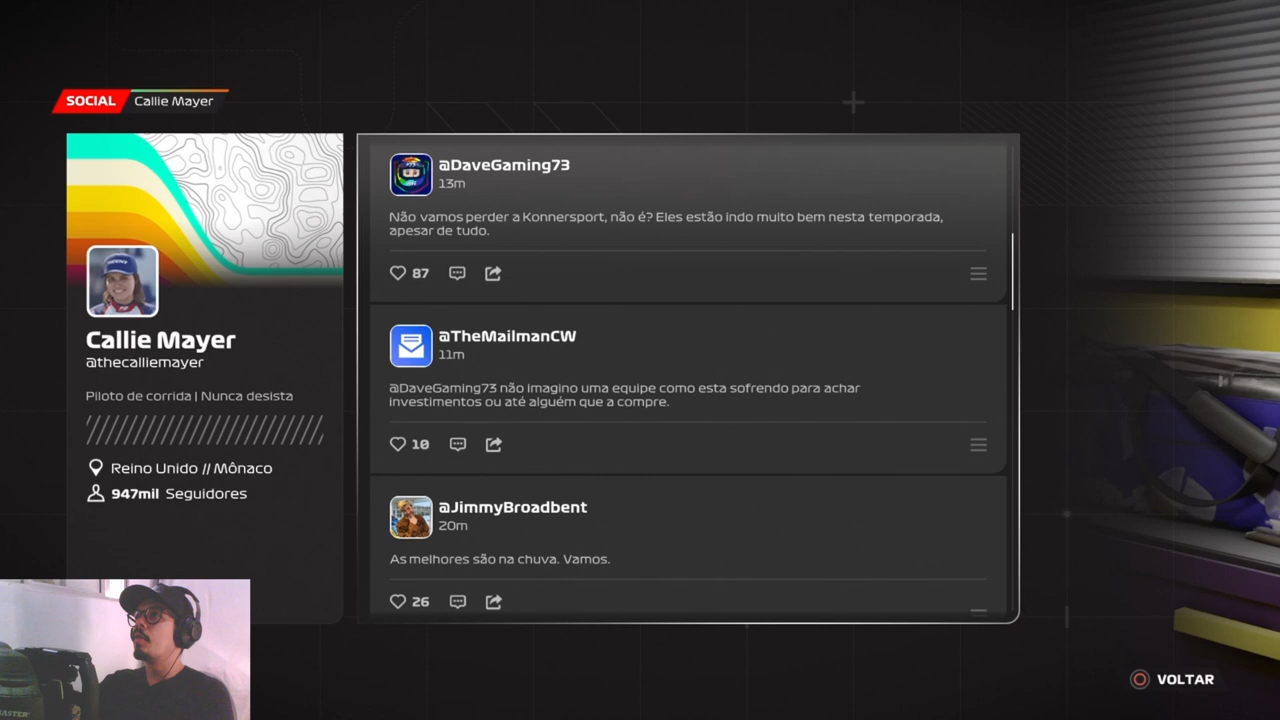 SOCIAL Callie Mayer
@DaveGaming73
13m
Não vamos perder a Konnersport, não é? Eles estão indo muito bem nesta temporada,
apesar de tudo.
87
@TheMailmanCW
11m
@DaveGaming73 não imagino uma equipe como esta sofrendo para achar
investimentos ou até alguém que a compre.
10
@JimmyBroadbent
20m
As melhores são na chuva. Vamos.
26
Callie Mayer
@thecalliemayer
Piloto de corrida | Nunca desista
Reino Unido // Mônaco
947mil Seguidores
VOLTAR